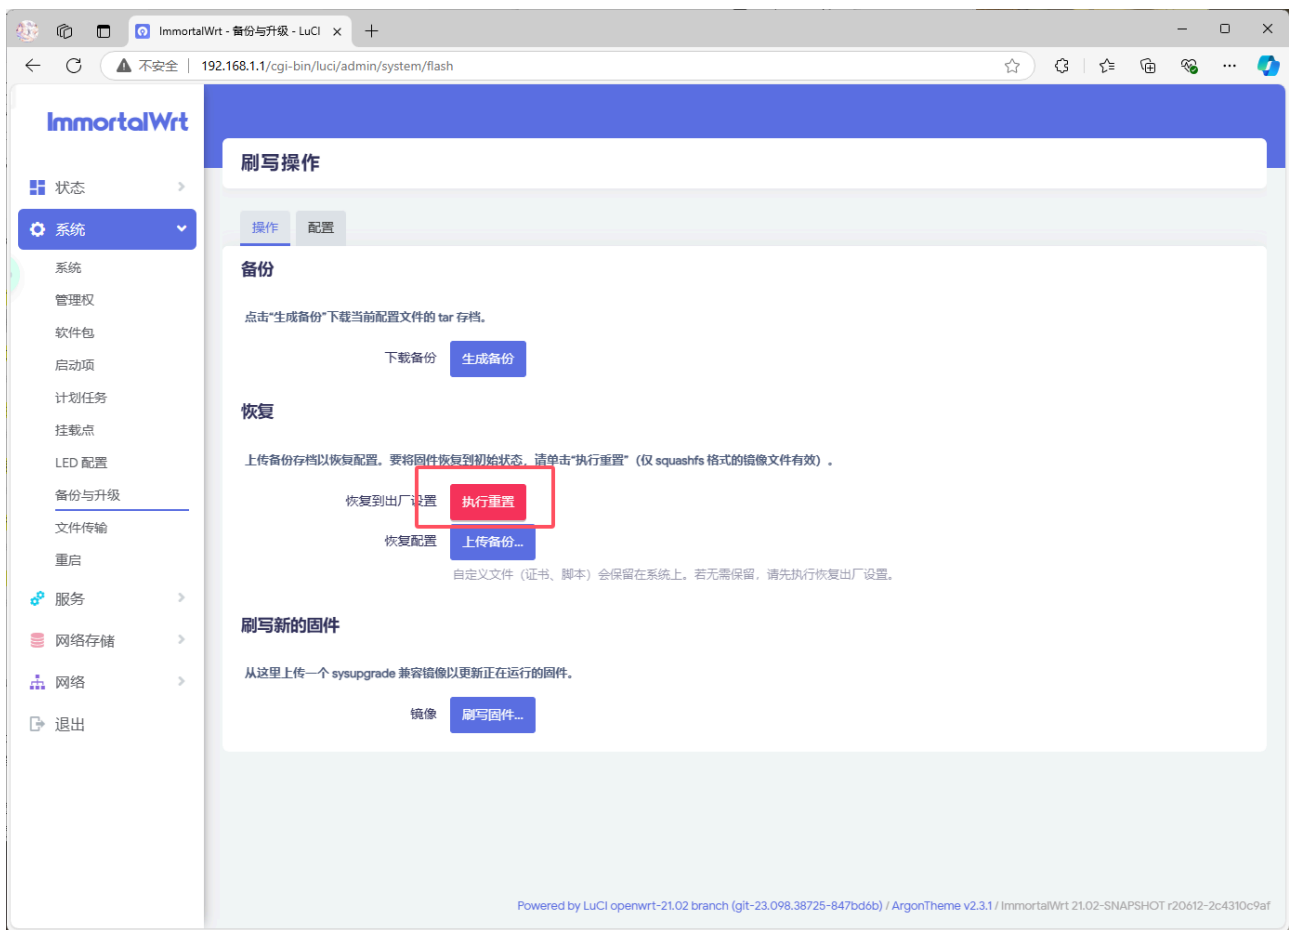 ImmortalWrt - 备份与升级 - LuCI
不安全 192.168.1.1/cgi-bin/luci/admin/system/flash
ImmortalWrt
状态
系统
系统
管理权
软件包
启动项
计划任务
挂载点
LED 配置
备份与升级
文件传输
重启
服务
网络存储
网络
退出
刷写操作
操作 配置
备份
点击“生成备份”下载当前配置文件的 tar 存档。
下载备份 生成备份
恢复
上传备份存档以恢复配置。要将固件恢复到初始状态，请单击“执行重置”（仅 squashfs 格式的镜像文件有效）。
恢复到出厂设置 执行重置
恢复配置 上传备份...
自定义文件（证书、脚本）会保留在系统上。若无需保留，请先执行恢复出厂设置。
刷写新的固件
从这里上传一个 sysupgrade 兼容镜像以更新正在运行的固件。
镜像 刷写固件...
Powered by LuCI openwrt-21.02 branch (git-23.098.38725-847bd6b) / ArgonTheme v2.3.1 / ImmortalWrt 21.02-SNAPSHOT r20612-2c4310c9af